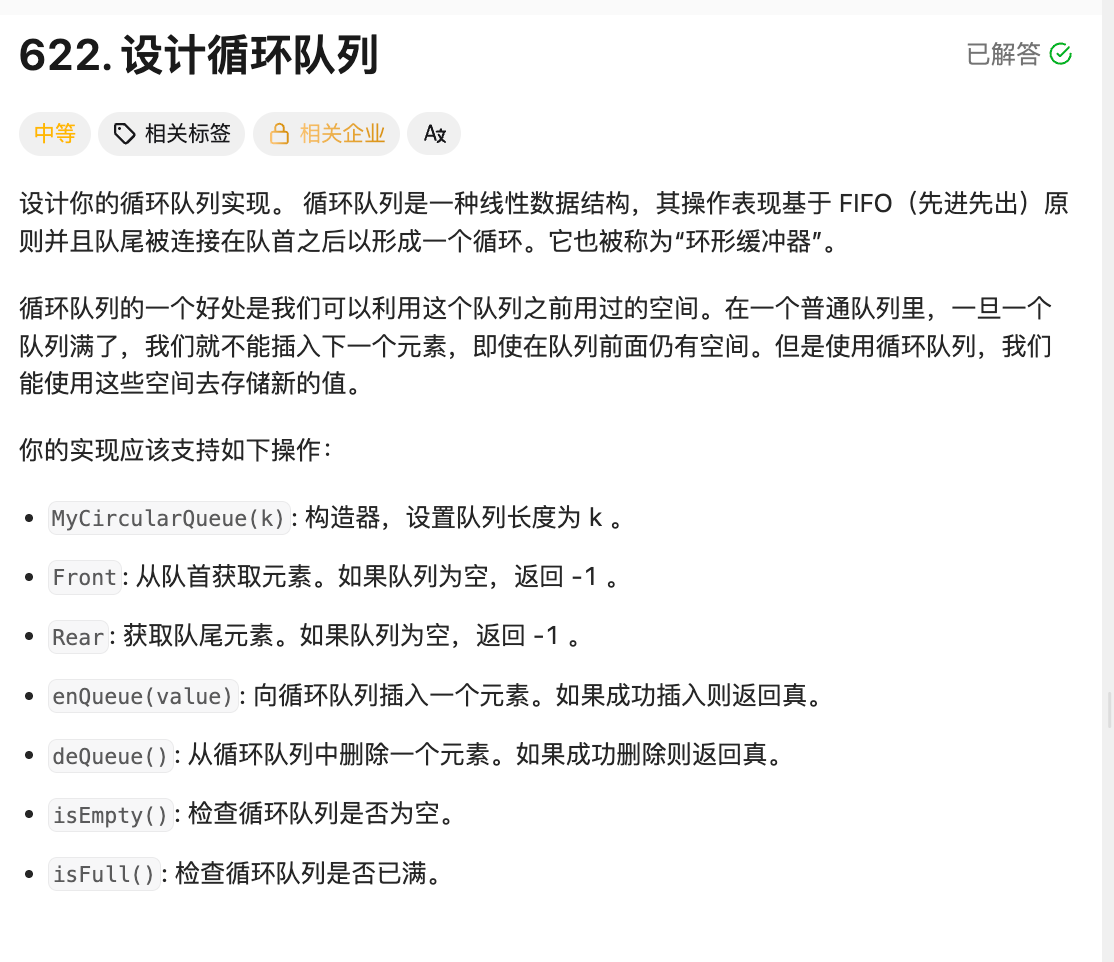 622. 设计循环队列
已解答
中等
相关标签
相关企业
设计你的循环队列实现。 循环队列是一种线性数据结构，其操作表现基于 FIFO（先进先出）原
则并且队尾被连接在队首之后以形成一个循环。它也被称为“环形缓冲器”。
循环队列的一个好处是我们可以利用这个队列之前用过的空间。在一个普通队列里，一旦一个
队列满了，我们就不能插入下一个元素，即使在队列前面仍有空间。但是使用循环队列，我们
能使用这些空间去存储新的值。
你的实现应该支持如下操作：
• MyCircularQueue(k): 构造器，设置队列长度为 k 。
• Front: 从队首获取元素。如果队列为空，返回 -1 。
• Rear: 获取队尾元素。如果队列为空，返回 -1 。
• enQueue(value): 向循环队列插入一个元素。如果成功插入则返回真。
• deQueue(): 从循环队列中删除一个元素。如果成功删除则返回真。
• isEmpty(): 检查循环队列是否为空。
• isFull(): 检查循环队列是否已满。